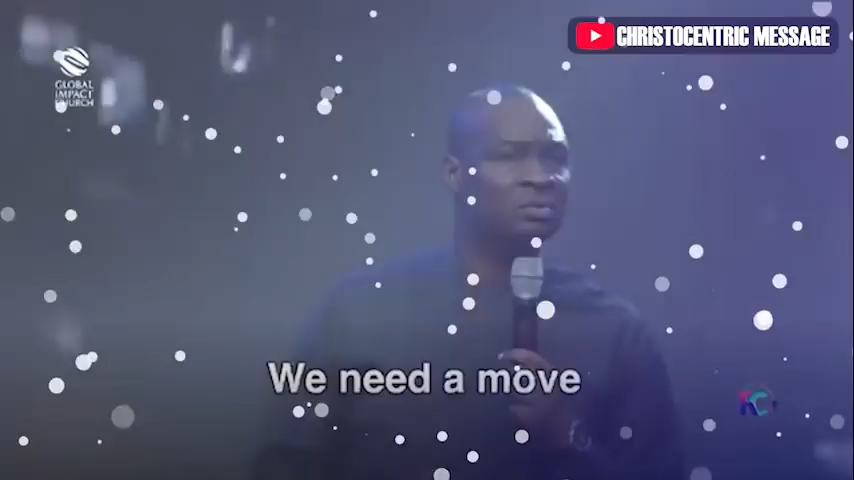 CHRISTOCENTRIC MESSAGE
GLOBAL
IMPACT
CHURCH
We need a move